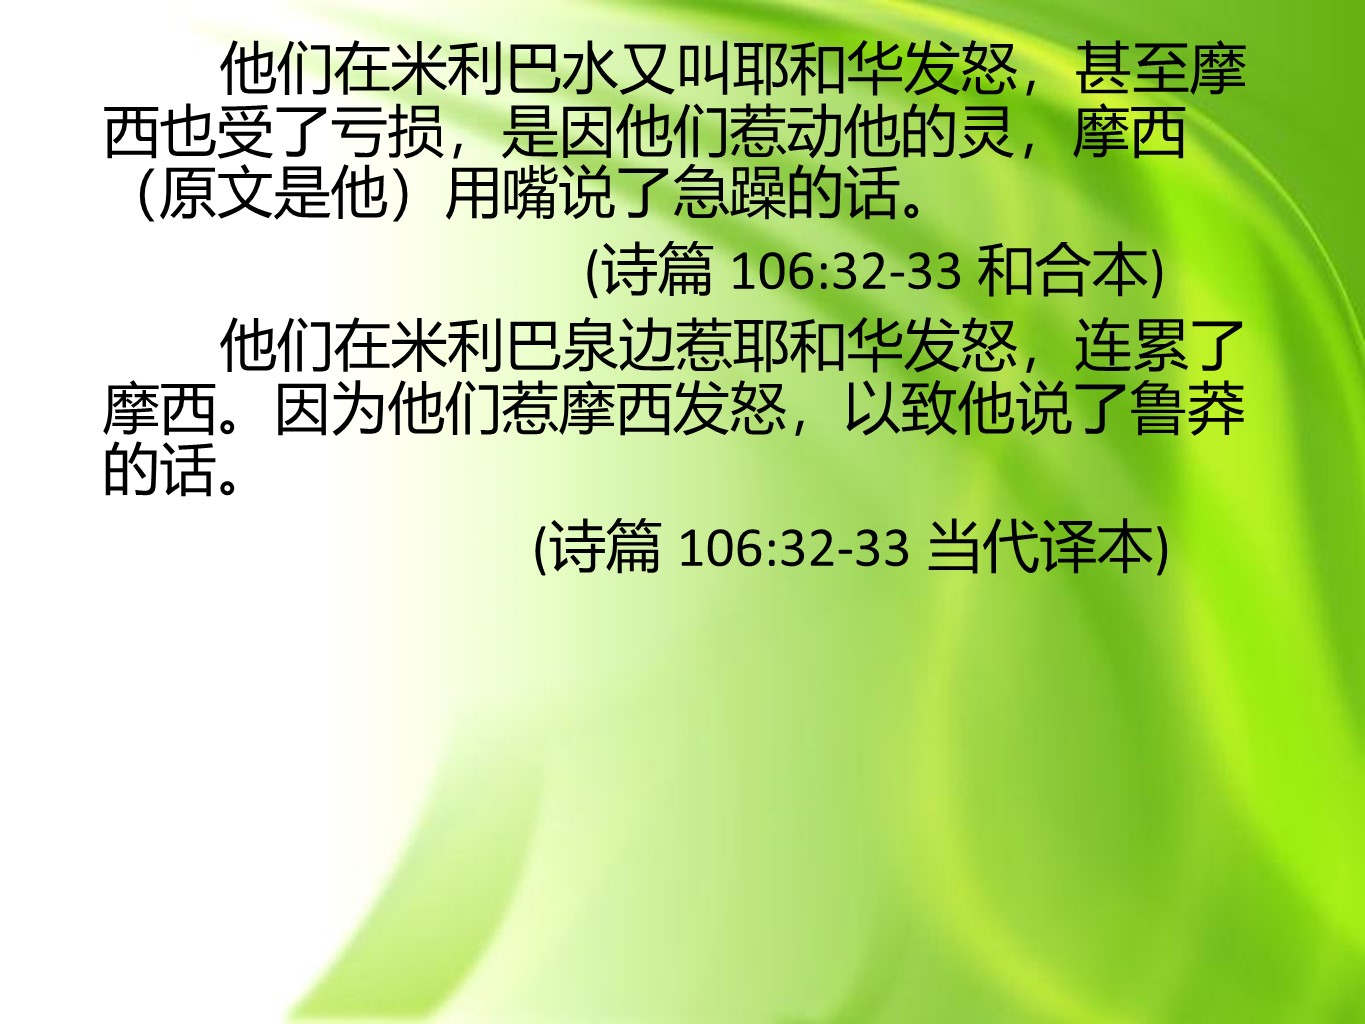 他们在米利巴水又叫耶和华发怒，甚至摩
西也受了亏损，是因他们惹动他的灵，摩西
（原文是他）用嘴说了急躁的话。
(诗篇 106:32-33 和合本)
他们在米利巴泉边惹耶和华发怒，连累了
摩西。因为他们惹摩西发怒，以致他说了鲁莽
的话。
(诗篇 106:32-33 当代译本)